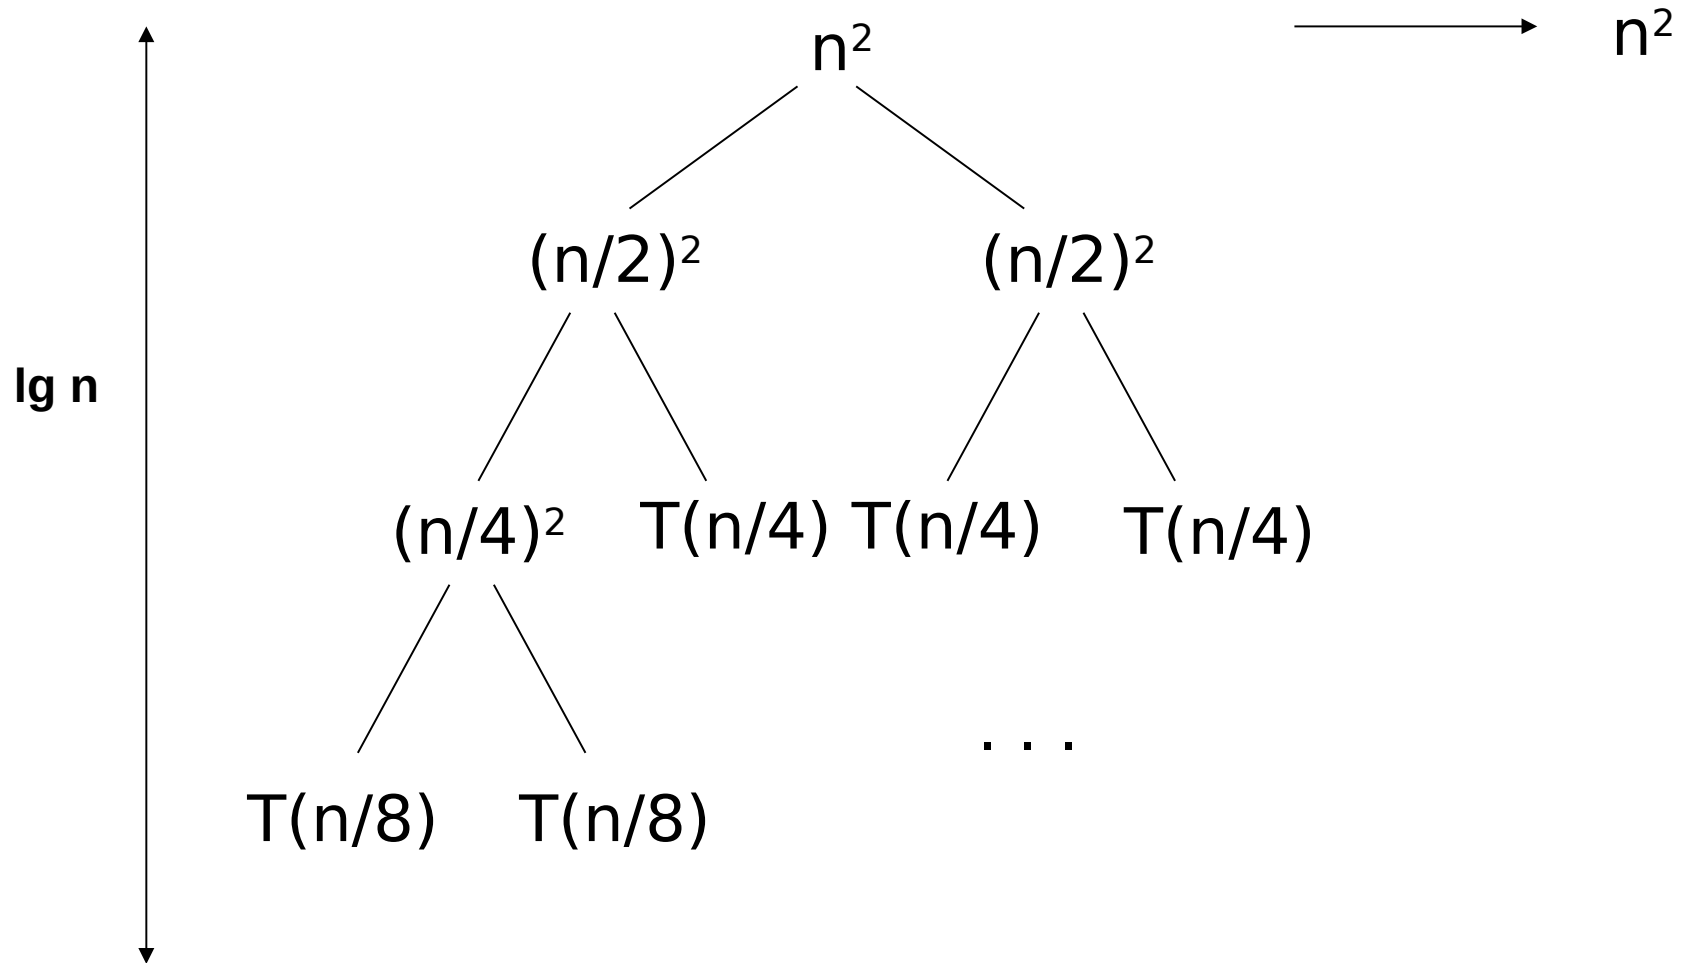 n² n²
(n/2)² (n/2)²
lg n
(n/4)² T(n/4) T(n/4) T(n/4)
. . .
T(n/8) T(n/8)